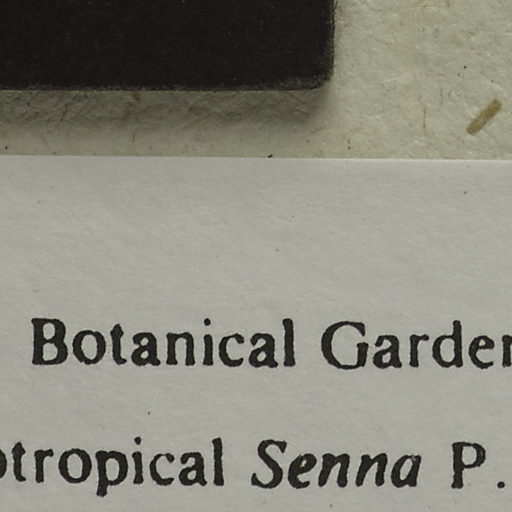 Botanical Garden
otropical Senna P.